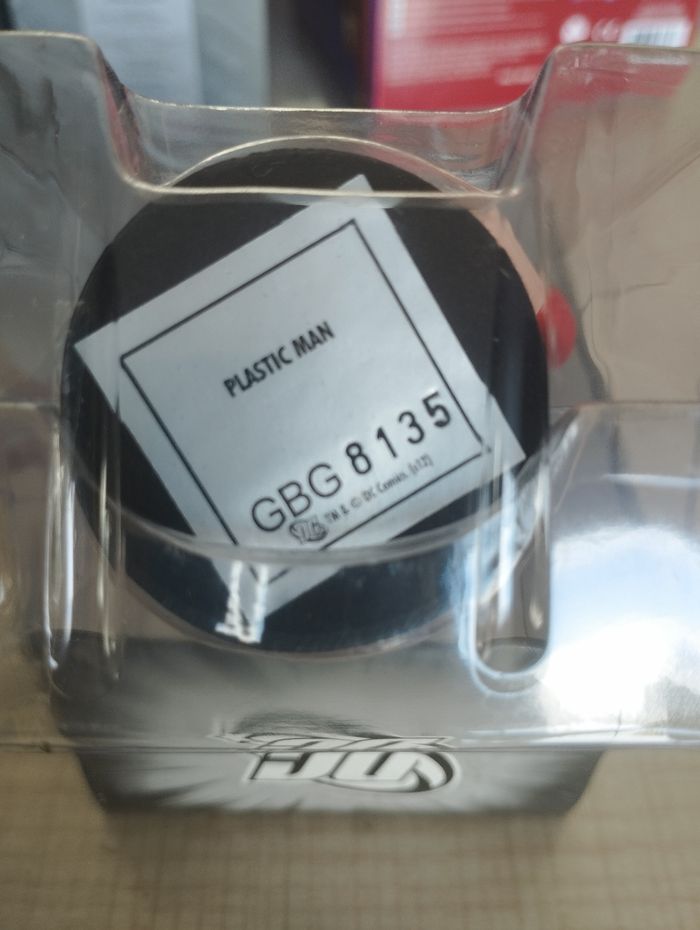 PLASTIC MAN
GBG 8135
TM & © DC Comics. (s12)